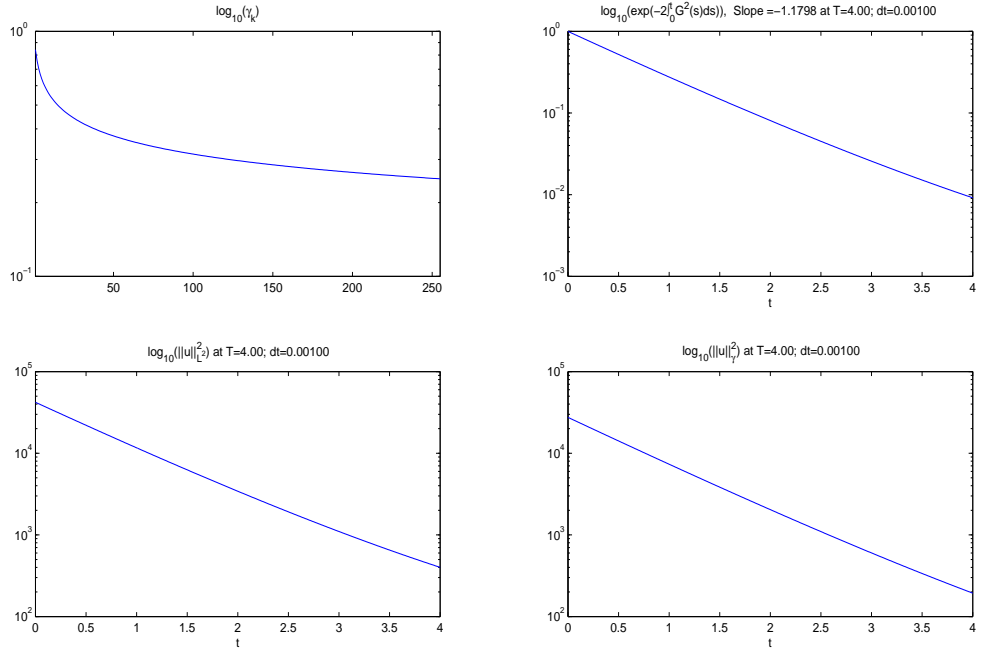 log10(γk)
10^0
10^-1
50 100 150 200 250
log10(exp(−2∫0^t G^2(s)ds)), Slope =−1.1798 at T=4.00; dt=0.00100
10^0
10^-1
10^-2
10^-3
0 0.5 1 1.5 2 2.5 3 3.5 4
t
log10(||u||^2_L^2) at T=4.00; dt=0.00100
10^5
10^4
10^3
10^2
0 0.5 1 1.5 2 2.5 3 3.5 4
t
log10(||u||^2_γ) at T=4.00; dt=0.00100
10^5
10^4
10^3
10^2
0 0.5 1 1.5 2 2.5 3 3.5 4
t